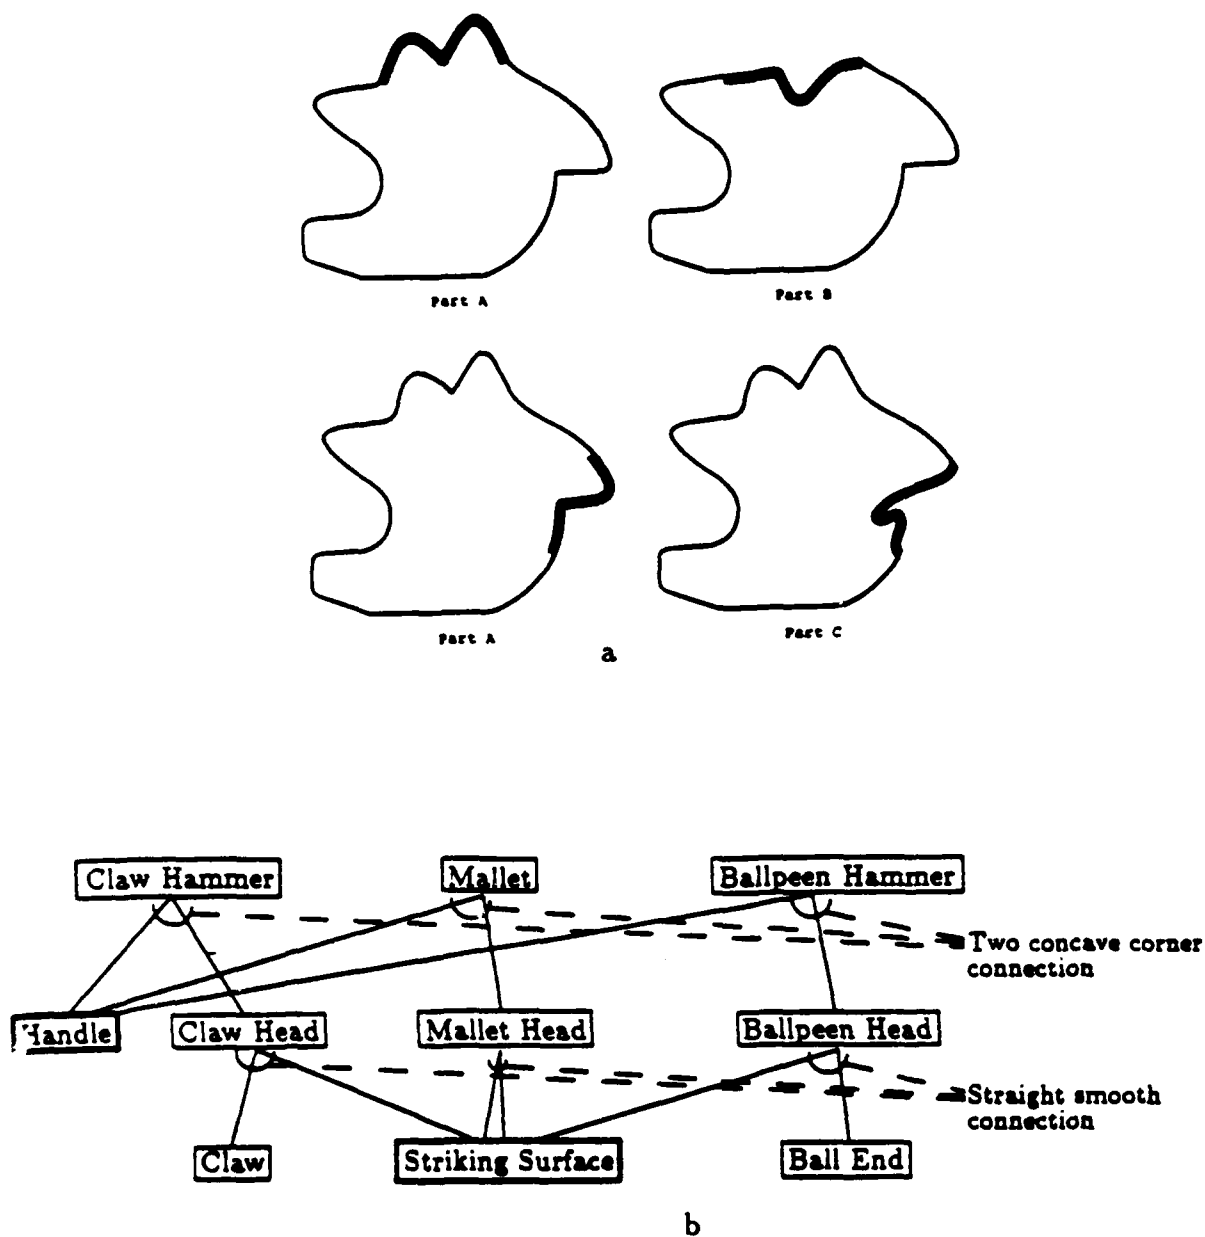 Part A
Part B
Part A
Part C
a
Claw Hammer
Mallet
Ballpeen Hammer
Two concave corner
connection
Handle
Claw Head
Mallet Head
Ballpeen Head
Straight smooth
connection
Claw
Striking Surface
Ball End
b